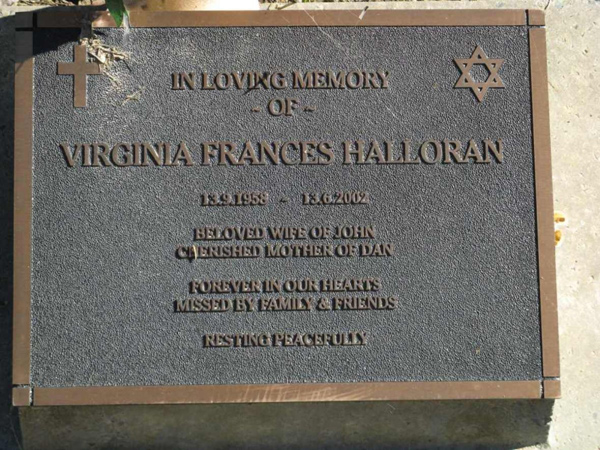 IN LOVING MEMORY
~ OF ~
VIRGINIA FRANCES HALLORAN
13.9.1958 ~ 13.6.2002
BELOVED WIFE OF JOHN
CHERISHED MOTHER OF DAN
FOREVER IN OUR HEARTS
MISSED BY FAMILY & FRIENDS
RESTING PEACEFULLY